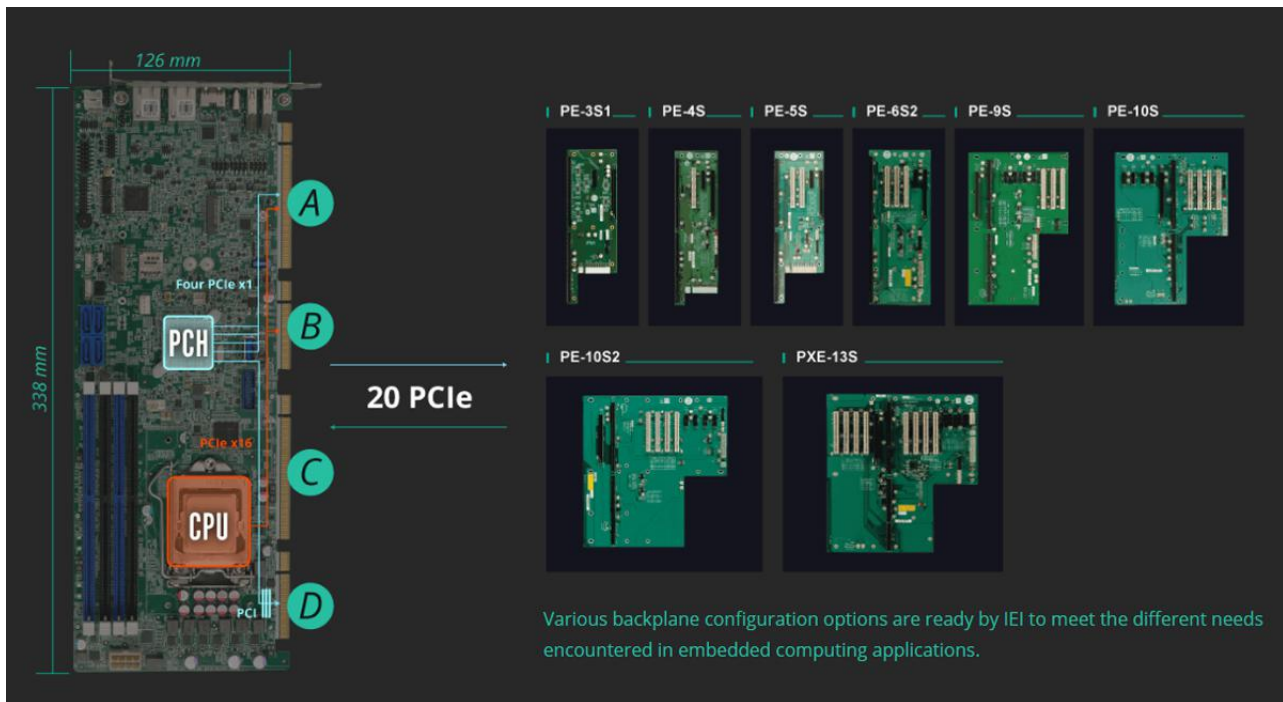 126 mm
338 mm
A
Four PCIe x1
B
PCH
20 PCIe
PCIe x16
C
CPU
PCI
D
PE-3S1
PE-4S
PE-5S
PE-6S2
PE-9S
PE-10S
PE-10S2
PXE-13S
Various backplane configuration options are ready by IEI to meet the different needs
encountered in embedded computing applications.